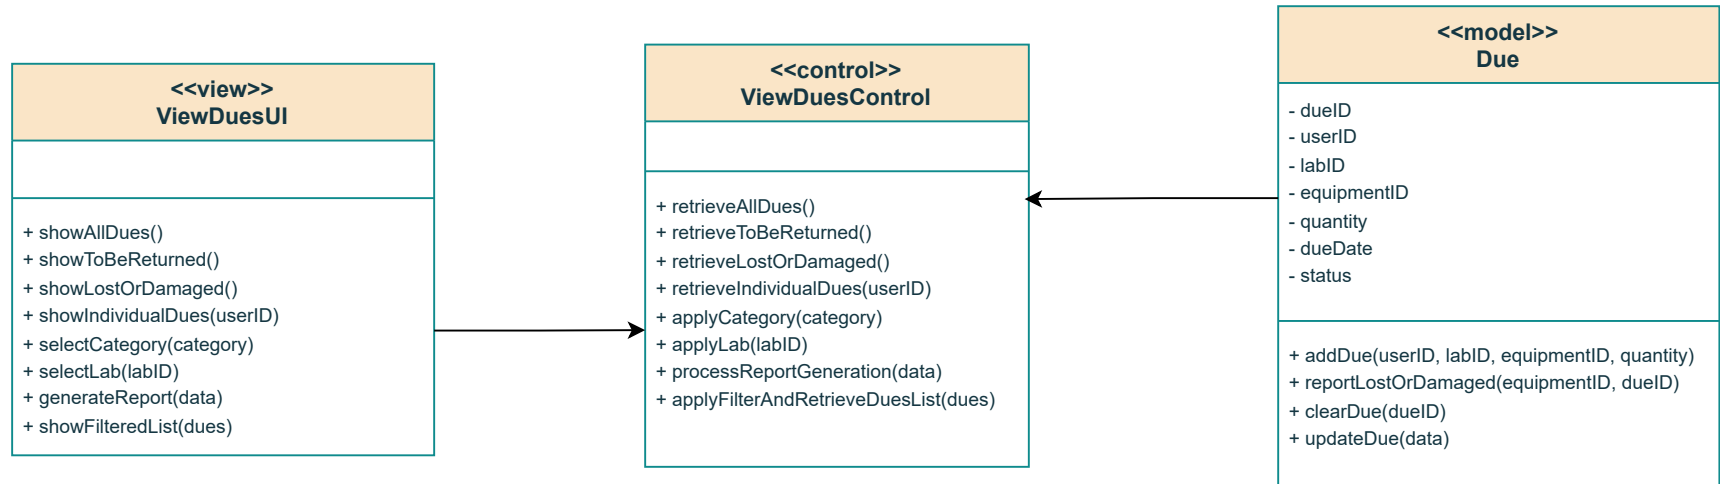 <<view>>
ViewDuesUI
+ showAllDues()
+ showToBeReturned()
+ showLostOrDamaged()
+ showIndividualDues(userID)
+ selectCategory(category)
+ selectLab(labID)
+ generateReport(data)
+ showFilteredList(dues)
<<control>>
ViewDuesControl
+ retrieveAllDues()
+ retrieveToBeReturned()
+ retrieveLostOrDamaged()
+ retrieveIndividualDues(userID)
+ applyCategory(category)
+ applyLab(labID)
+ processReportGeneration(data)
+ applyFilterAndRetrieveDuesList(dues)
<<model>>
Due
- dueID
- userID
- labID
- equipmentID
- quantity
- dueDate
- status
+ addDue(userID, labID, equipmentID, quantity)
+ reportLostOrDamaged(equipmentID, dueID)
+ clearDue(dueID)
+ updateDue(data)